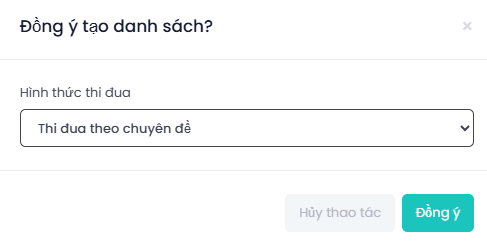 Đồng ý tạo danh sách?
×
Hình thức thi đua
Thi đua theo chuyên đề
Hủy thao tác
Đồng ý